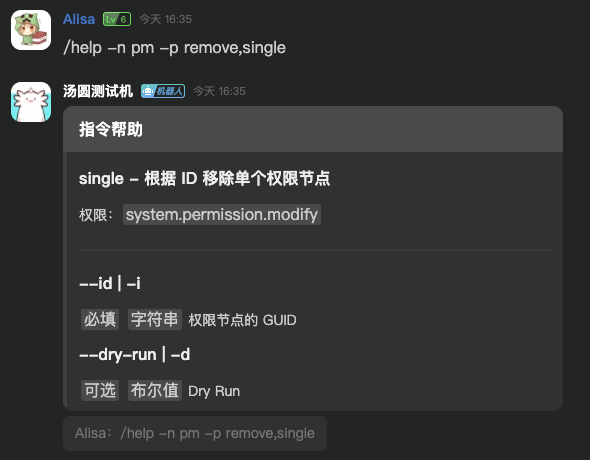 Alisa Lv 6 今天 16:35
/help -n pm -p remove,single
汤圆测试机 机器人 今天 16:35
指令帮助
single - 根据 ID 移除单个权限节点
权限： system.permission.modify
--id | -i
必填 字符串 权限节点的 GUID
--dry-run | -d
可选 布尔值 Dry Run
Alisa：/help -n pm -p remove,single